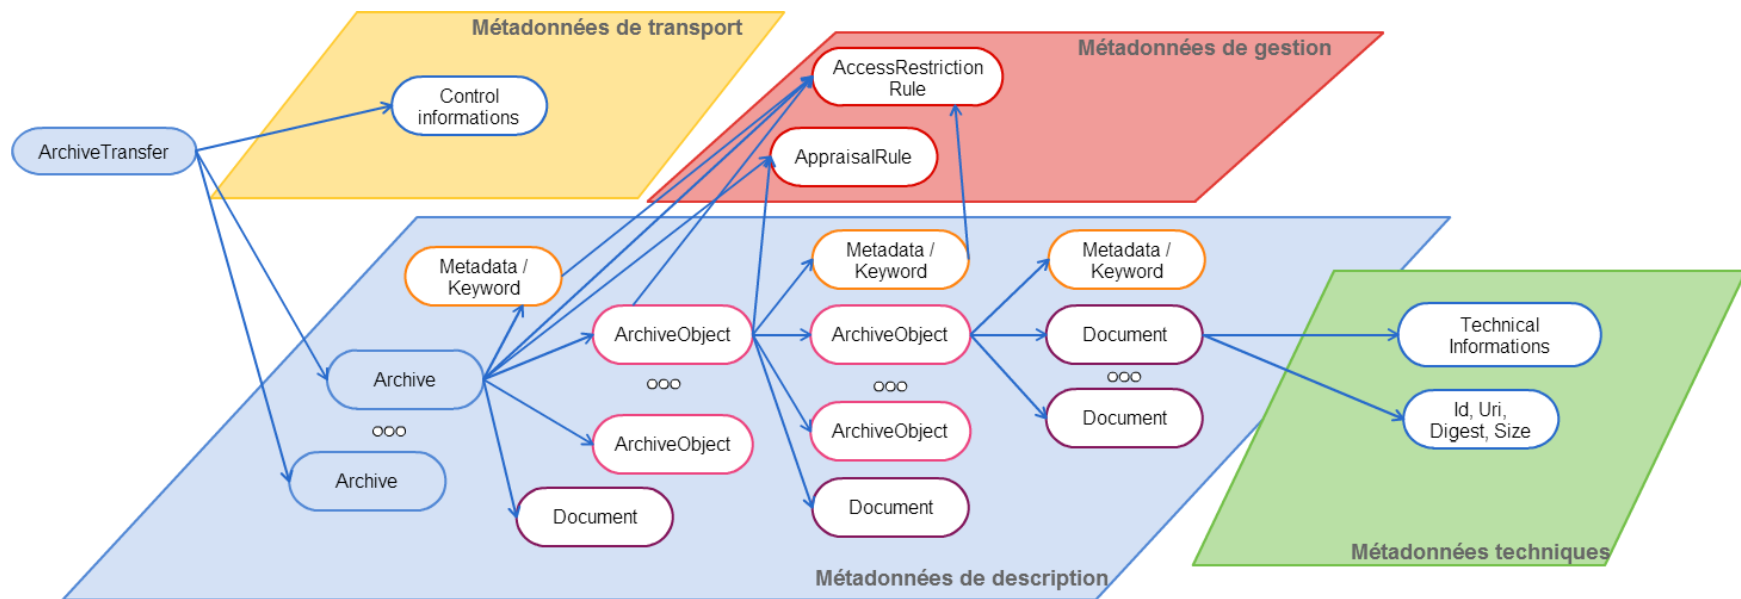 Métadonnées de transport
Métadonnées de gestion
AccessRestriction
Rule
Control
informations
ArchiveTransfer
AppraisalRule
Metadata /
Keyword
Metadata /
Keyword
Metadata /
Keyword
ArchiveObject
ArchiveObject
Document
Technical
Informations
Archive
ooo
ooo
ooo
ooo
Document
Id, Uri,
Digest, Size
ArchiveObject
ArchiveObject
Archive
Document
Document
Métadonnées techniques
Métadonnées de description